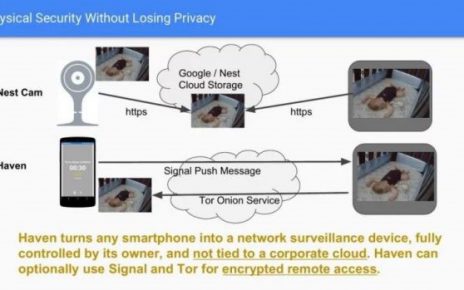 ysical Security Without Losing Privacy
Nest Cam
Google / Nest
Cloud Storage
https
https
Haven
00:30
Signal Push Message
Tor Onion Service
Haven turns any smartphone into a network surveillance device, fully
controlled by its owner, and not tied to a corporate cloud. Haven can
optionally use Signal and Tor for encrypted remote access.